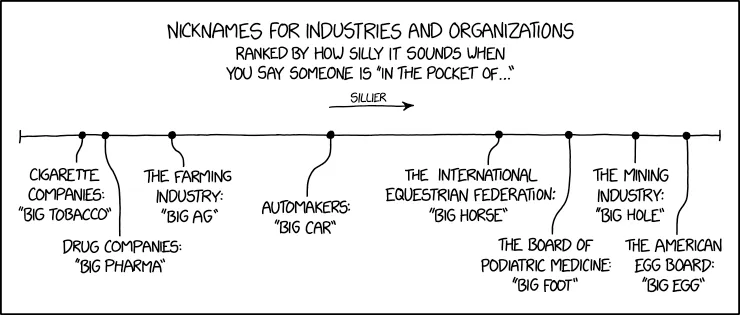 NICKNAMES FOR INDUSTRIES AND ORGANIZATIONS
RANKED BY HOW SILLY IT SOUNDS WHEN
YOU SAY SOMEONE IS "IN THE POCKET OF..."
SILLIER
CIGARETTE
COMPANIES:
"BIG TOBACCO"
DRUG COMPANIES:
"BIG PHARMA"
THE FARMING
INDUSTRY:
"BIG AG"
AUTOMAKERS:
"BIG CAR"
THE INTERNATIONAL
EQUESTRIAN FEDERATION:
"BIG HORSE"
THE BOARD OF
PODIATRIC MEDICINE:
"BIG FOOT"
THE MINING
INDUSTRY:
"BIG HOLE"
THE AMERICAN
EGG BOARD:
"BIG EGG"